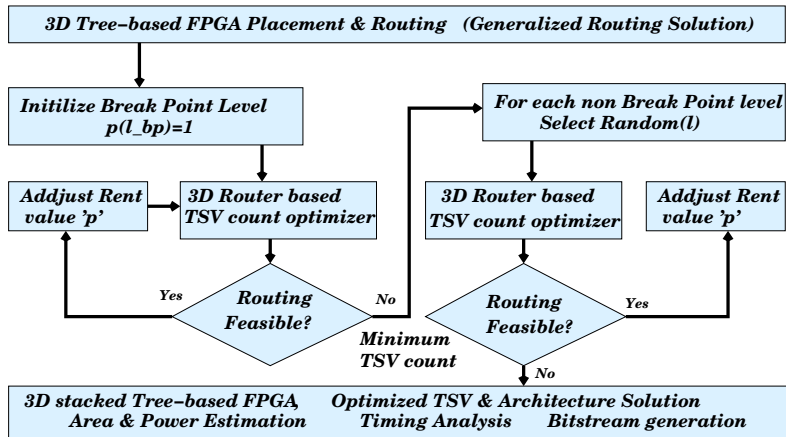 3D Tree-based FPGA Placement & Routing (Generalized Routing Solution)
Initilize Break Point Level
p(l_bp)=1
Addjust Rent
value 'p'
3D Router based
TSV count optimizer
Yes
Routing
Feasible?
No
Minimum
TSV count
For each non Break Point level
Select Random(l)
3D Router based
TSV count optimizer
Addjust Rent
value 'p'
Routing
Feasible?
Yes
No
3D stacked Tree-based FPGA, Optimized TSV & Architecture Solution
Area & Power Estimation Timing Analysis Bitstream generation